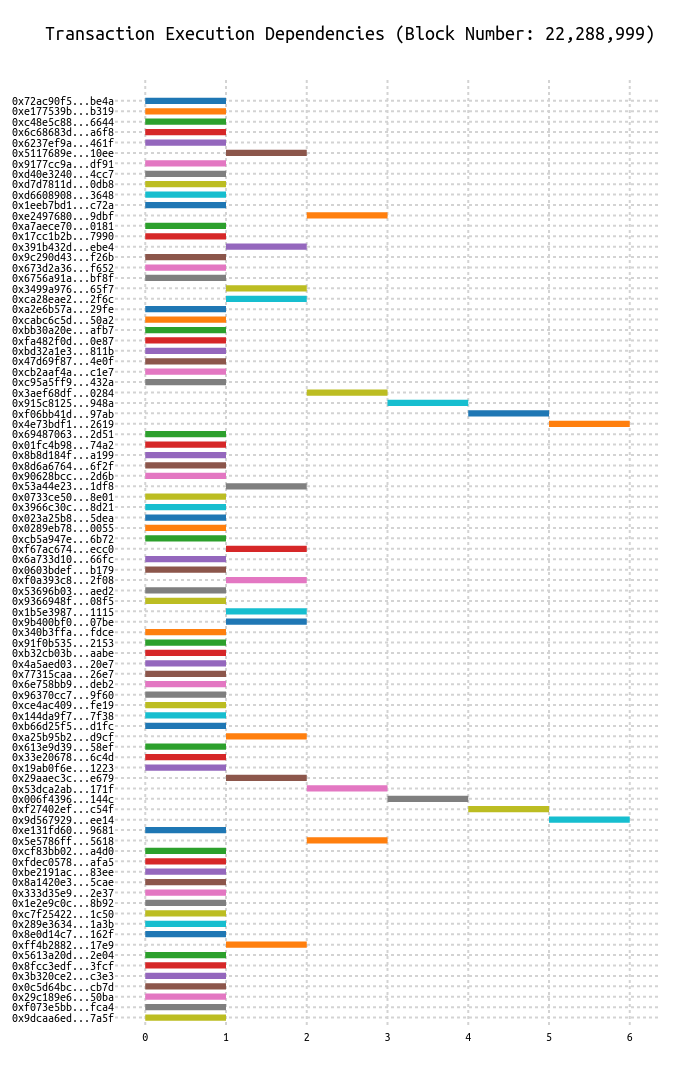 Transaction Execution Dependencies (Block Number: 22,288,999)
0x72ac90f5...be4a
0xe177539b...b319
0xc48e5c88...6644
0x6c68683d...a6f8
0x6237ef9a...461f
0x5117689e...10ee
0x9177cc9a...df91
0xd40e3240...4cc7
0xd7d7811d...0db8
0xd6608908...3648
0x1eeb7bd1...c72a
0xe2497680...9dbf
0xa7aece70...0181
0x17cc1b2b...7990
0x391b432d...ebe4
0x9c290d43...f26b
0x673d2a36...f652
0x6756a91a...bf8f
0x3499a976...65f7
0xca28eae2...2f6c
0xa2e6b57a...29fe
0xcabc6c5d...50a2
0xbb30a20e...afb7
0xfa482f0d...0e87
0xbd32a1e3...811b
0x47d69f87...4e0f
0xcb2aaf4a...c1e7
0xc95a5ff9...432a
0x3aef68df...0284
0x915c8125...948a
0xf06bb41d...97ab
0x4e73bdf1...2619
0x69487063...2d51
0x01fc4b98...74a2
0x8b8d184f...a199
0x8d6a6764...6f2f
0x90628bcc...2d6b
0x53a44e23...1df8
0x0733ce50...8e01
0x3966c30c...8d21
0x023a25b8...5dea
0x0289eb78...0055
0xcb5a947e...6b72
0xf67ac674...ecc0
0x6a733d10...66fc
0x0603bdef...b179
0xf0a393c8...2f08
0x53696b03...aed2
0x9366948f...08f5
0x1b5e3987...1115
0x9b400bf0...07be
0x340b3ffa...fdce
0x91f0b535...2153
0xb32cb03b...aabe
0x4a5aed03...20e7
0x77315caa...26e7
0x6e758bb9...deb2
0x96370cc7...9f60
0xce4ac409...fe19
0x144da9f7...7f38
0xb66d25f5...d1fc
0xa25b95b2...d9cf
0x613e9d39...58ef
0x33e20678...6c4d
0x19ab0f6e...1223
0x29aaec3c...e679
0x53dca2ab...171f
0x006f4396...144c
0xf27402ef...c54f
0x9d567929...ee14
0xe131fd60...9681
0x5e5786ff...5618
0xcf83bb02...a4d0
0xfdec0578...afa5
0xbe2191ac...83ee
0x8a1420e3...5cae
0x333d35e9...2e37
0x1e2e9c0c...8b92
0xc7f25422...1c50
0x289e3634...1a3b
0x8e0d14c7...162f
0xff4b2882...17e9
0x5613a20d...2e04
0x8fcc3edf...3fcf
0x3b320ce2...c3e3
0x0c5d64bc...cb7d
0x29c189e6...50ba
0xf073e5bb...fca4
0x9dcaa6ed...7a5f
0 1 2 3 4 5 6